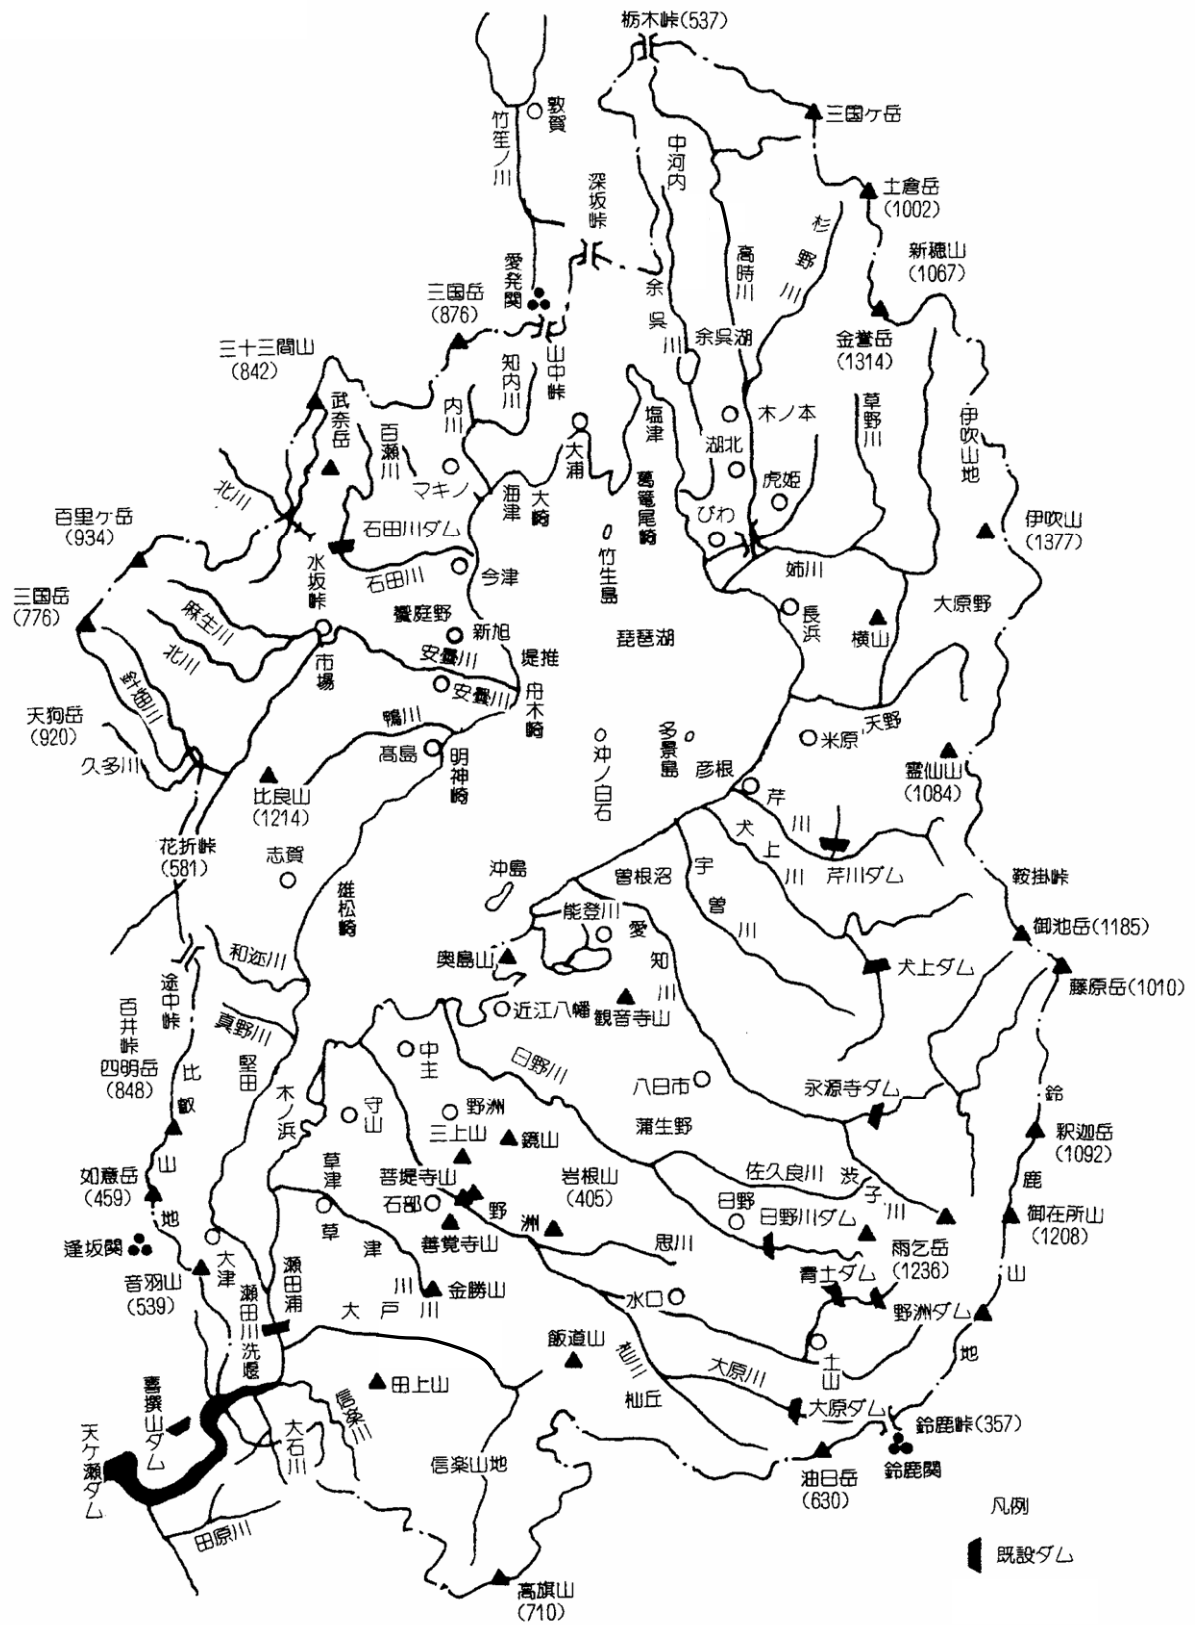 栃木峠(537)
敦賀
竹笙ノ川
三国ケ岳
中河内
深坂峠
土倉岳
(1002)
杉野川
高時川
新穂山
(1067)
愛発関
余呉川
三国岳
(876)
山中峠
知内川
余呉湖
金誉岳
(1314)
三十三間山
(842)
武奈岳
内川
百瀬川
塩津
木ノ本
草野川
伊吹山地
大浦
湖北
虎姫
マキノ
海津
大崎
葛篭尾崎
びわ
北川
石田川ダム
百里ケ岳
(934)
竹生島
伊吹山
(1377)
水坂峠
石田川
今津
姉川
三国岳
(776)
麻生川
饗庭野
新旭
長浜
横山
大原野
北川
市場
安曇川
琵琶湖
堤推
針畑川
安曇川
舟木崎
天狗岳
(920)
鴨川
天野
久多川
高島
明神崎
沖ノ白石
多景島
彦根
米原
霊仙山
(1084)
比良山
(1214)
芹川
花折峠
(581)
志賀
犬上川
芹川ダム
沖島
曽根沼
宇曽川
鞍掛峠
雄松崎
能登川
愛知川
御池岳(1185)
和迩川
奥島山
犬上ダム
藤原岳(1010)
途中峠
百井峠
真野川
近江八幡
観音寺山
四明岳
(848)
比叡山地
堅田
中主
日野川
八日市
永源寺ダム
鈴鹿山地
木ノ浜
守山
野洲
蒲生野
三上山
鏡山
釈迦岳
(1092)
如意岳
(459)
草津
菩提寺山
岩根山
(405)
佐久良川
渋子川
石部
野洲
日野
日野川ダム
御在所山
(1208)
逢坂関
大津
草津川
善覚寺山
思川
雨乞岳
(1236)
音羽山
(539)
瀬田浦
青土ダム
瀬田川洗堰
金勝山
水口
野洲ダム
大戸川
飯道山
杣川
土山
大原川
喜撰山ダム
田上山
杣丘
大原ダム
信楽川
鈴鹿峠(357)
天ケ瀬ダム
大石川
信楽山地
鈴鹿関
油日岳
(630)
田原川
凡例
既設ダム
高旗山
(710)